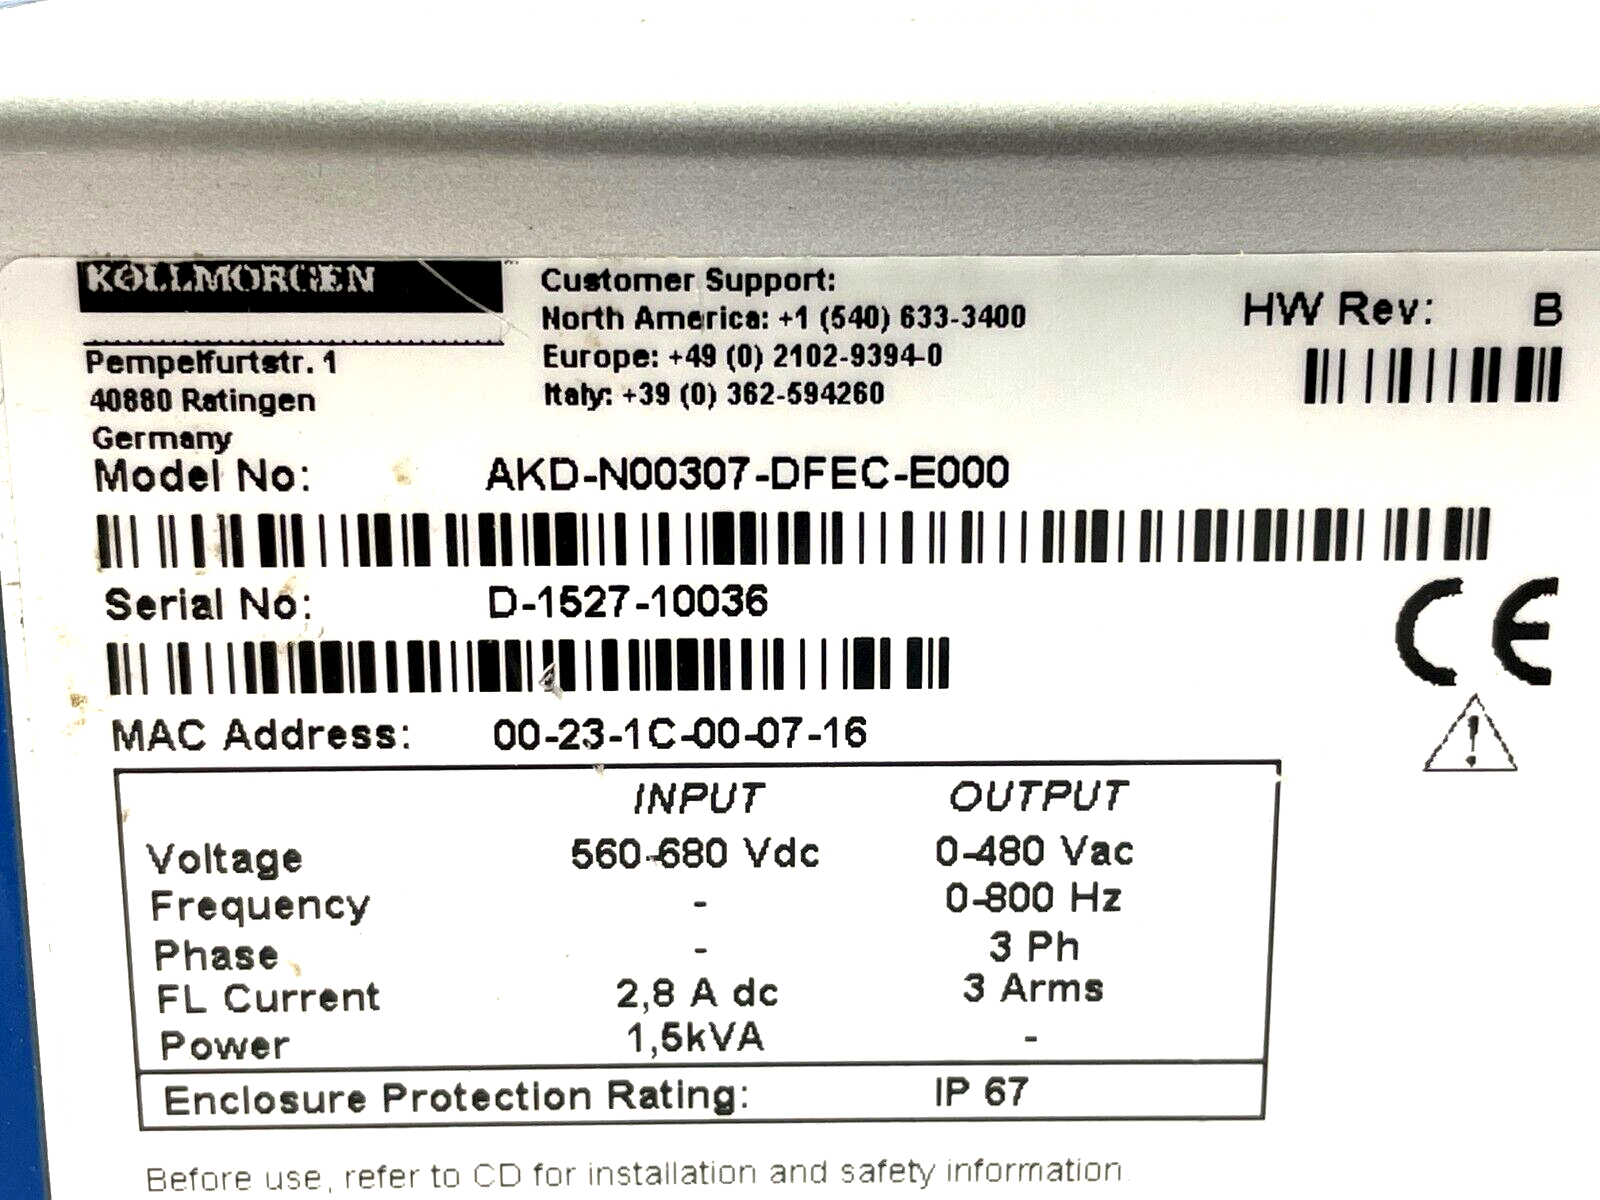 KOLLMORGEN
Pempelfurtstr. 1
40880 Ratingen
Germany
Customer Support:
North America: +1 (540) 633-3400
Europe: +49 (0) 2102-9394-0
Italy: +39 (0) 362-594260
HW Rev: B
Model No: AKD-N00307-DFEC-E000
Serial No: D-1527-10036
CE
MAC Address: 00-23-1C-00-07-16
INPUT OUTPUT
Voltage 560-680 Vdc 0-480 Vac
Frequency - 0-800 Hz
Phase - 3 Ph
FL Current 2,8 A dc 3 Arms
Power 1,5kVA -
Enclosure Protection Rating: IP 67
Before use, refer to CD for installation and safety information